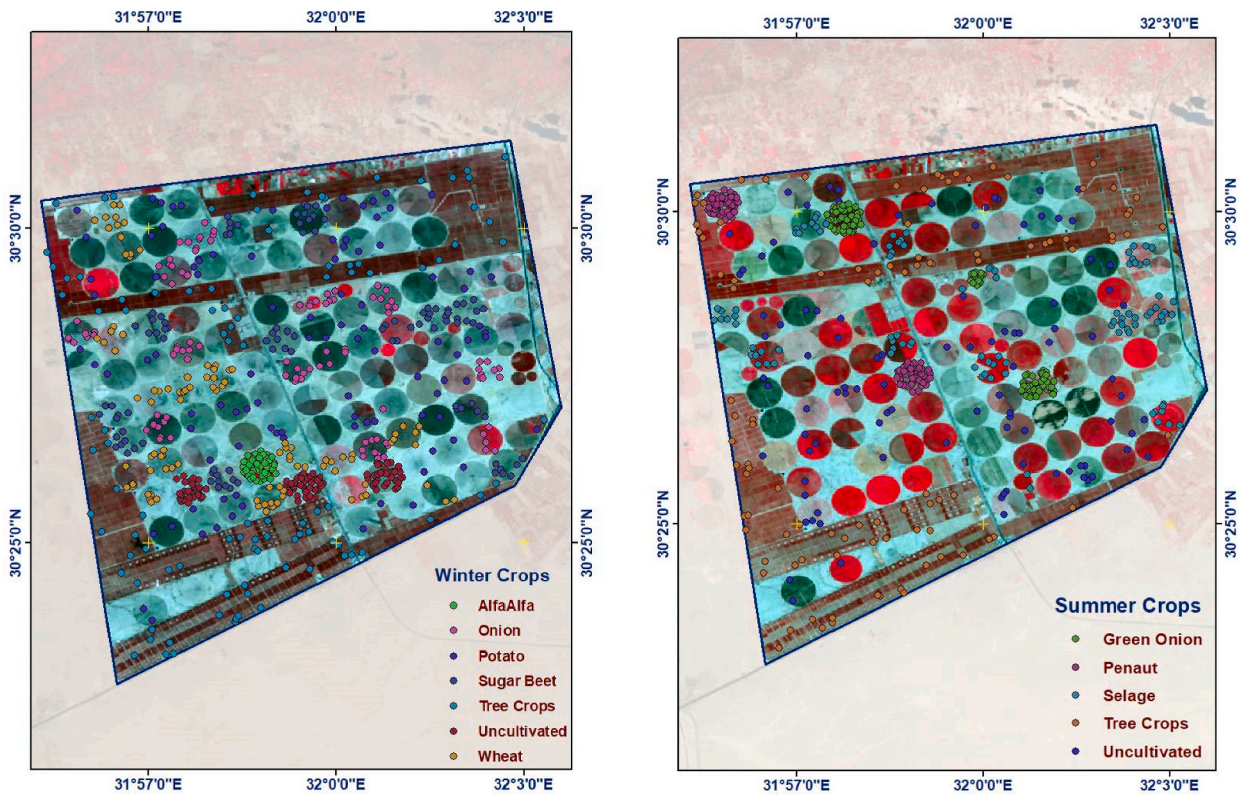 31°57'0"E 32°0'0"E 32°3'0"E
30°30'0"N
30°30'0"N
30°25'0"N
30°25'0"N
Winter Crops
AlfaAlfa
Onion
Potato
Sugar Beet
Tree Crops
Uncultivated
Wheat
31°57'0"E 32°0'0"E 32°3'0"E
31°57'0"E 32°0'0"E 32°3'0"E
30°30'0"N
30°30'0"N
30°25'0"N
30°25'0"N
Summer Crops
Green Onion
Penaut
Selage
Tree Crops
Uncultivated
31°57'0"E 32°0'0"E 32°3'0"E